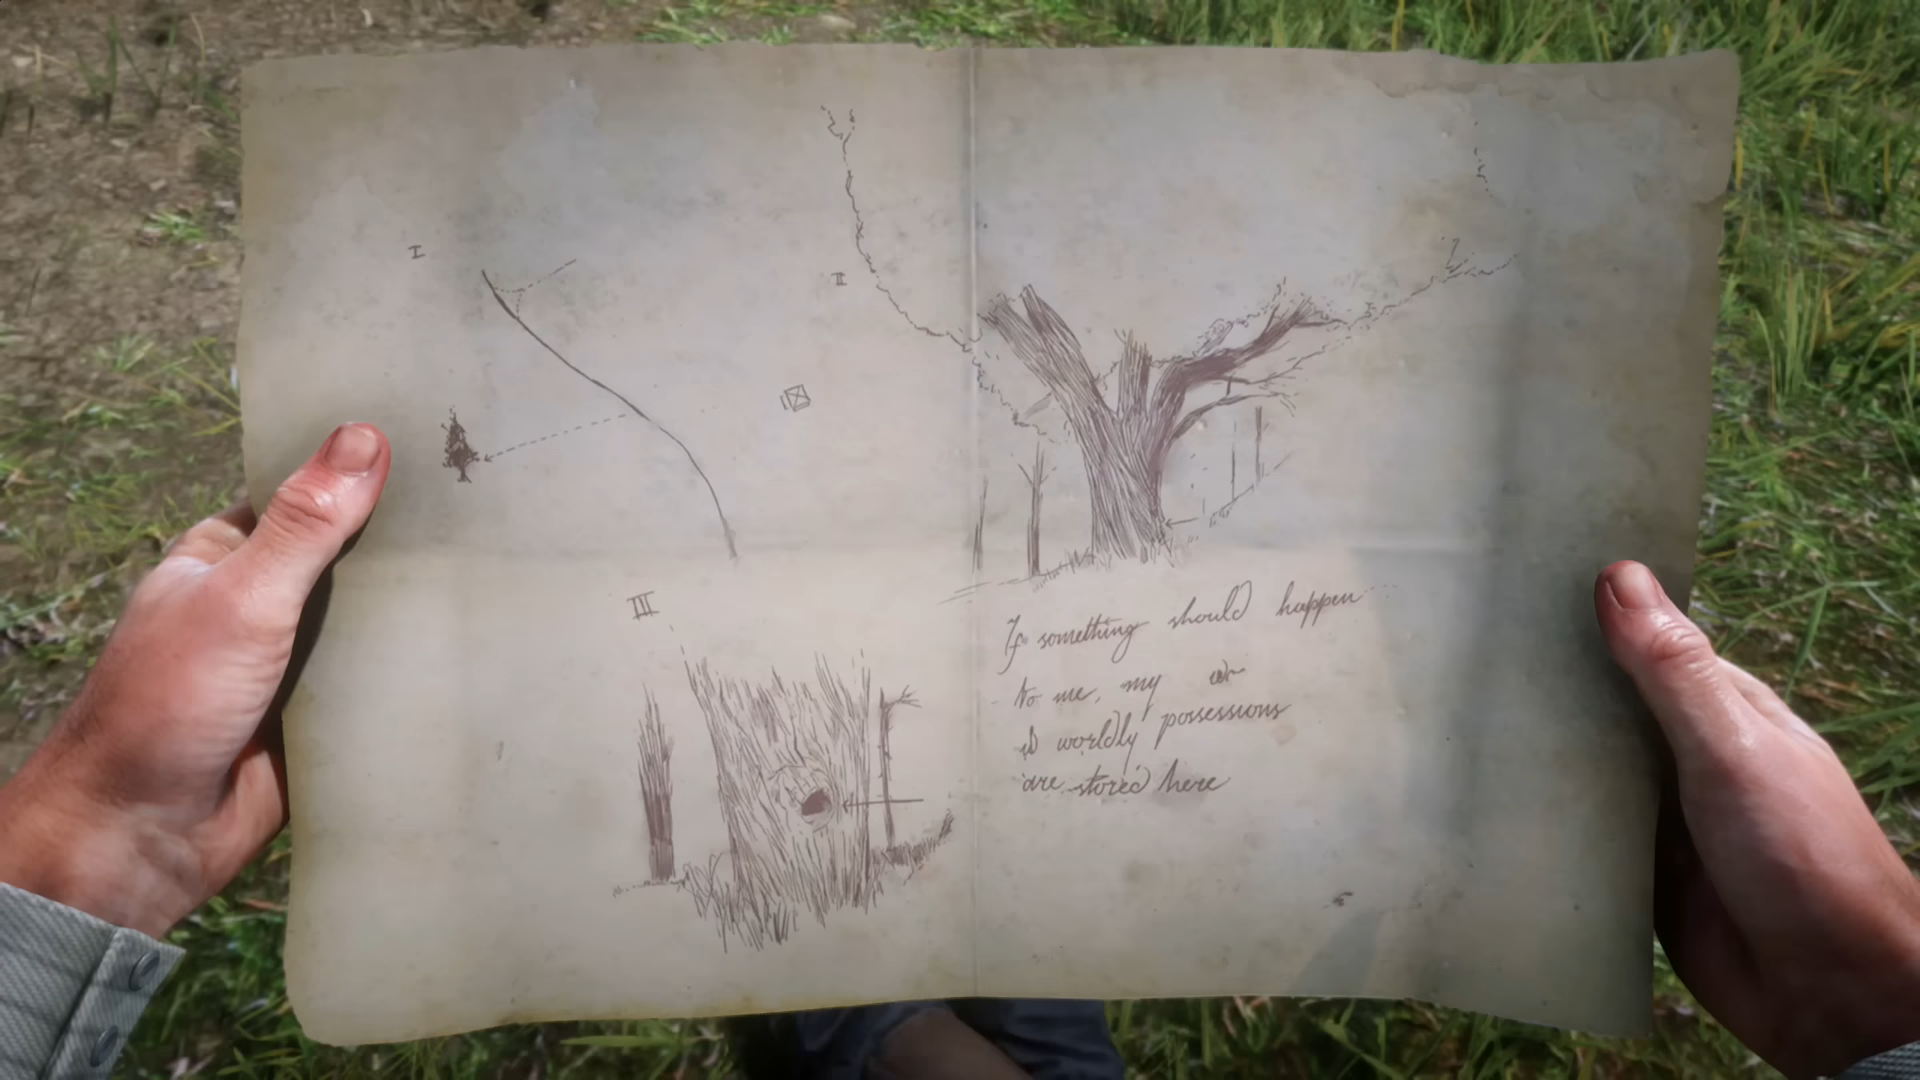 I
II
III
If something should happen
to me, my
worldly possessions
are stored here